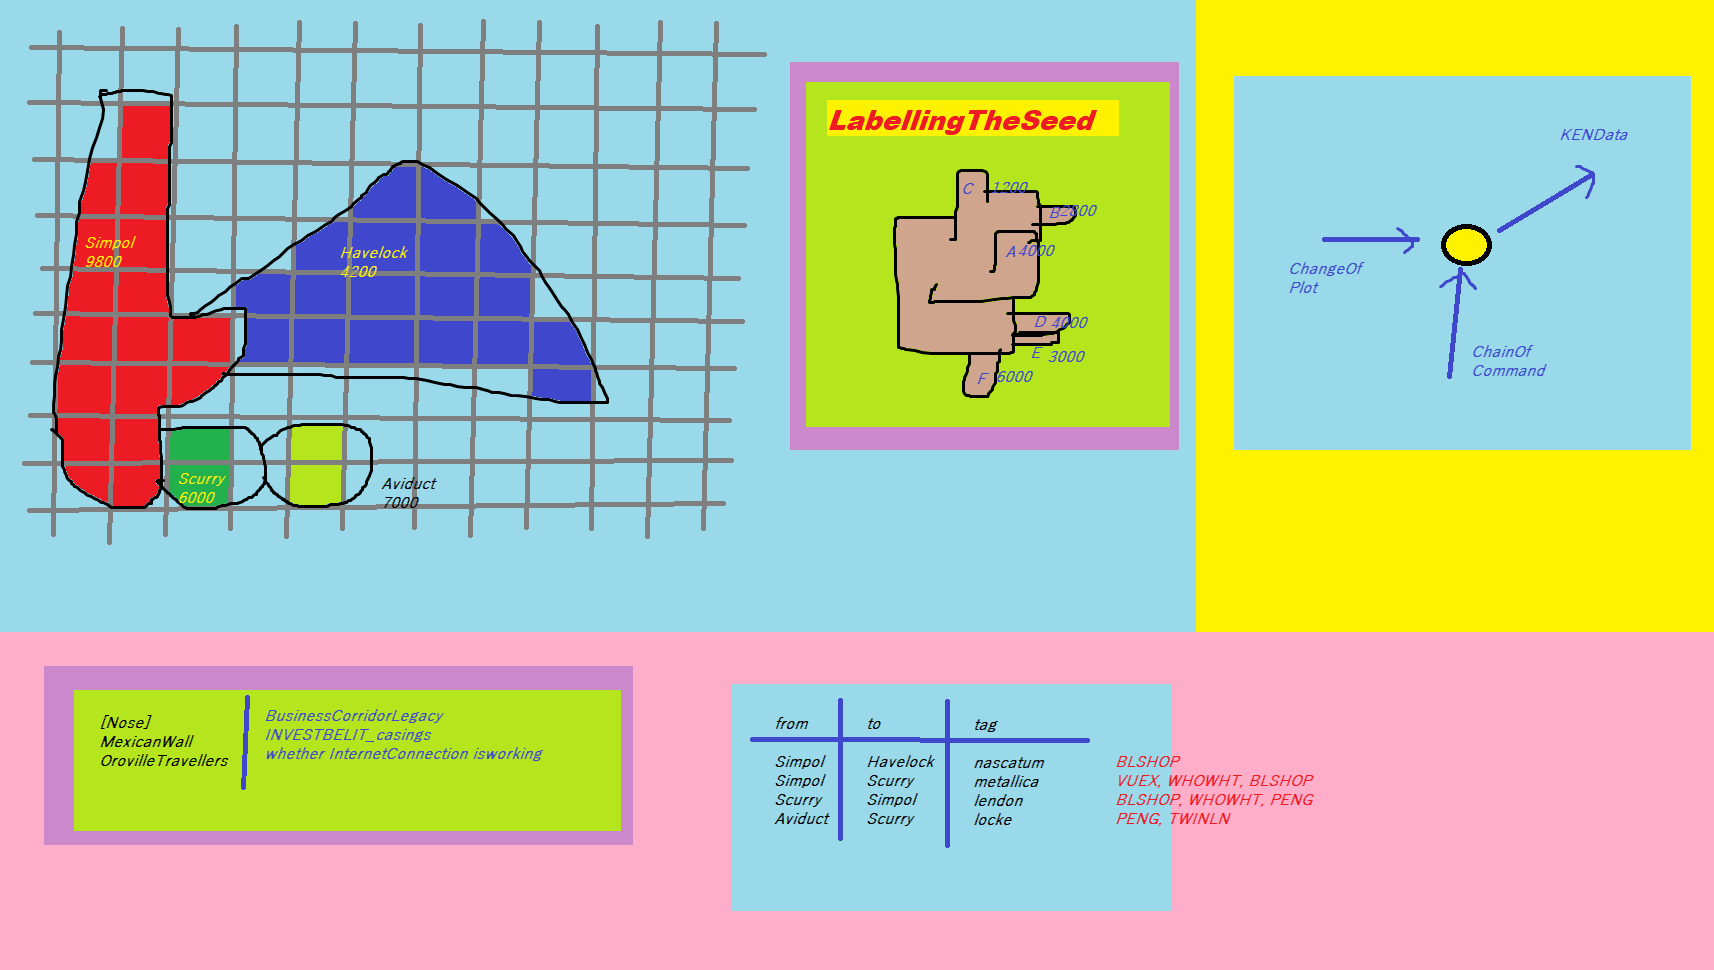 Simpol
9800
Havelock
4200
Scurry
6000
Aviduct
7000
LabellingTheSeed
C 1200
B 2800
A 4000
D 4000
E 3000
F 6000
KENData
ChangeOf
Plot
ChainOf
Command
[Nose]
MexicanWall
OrovilleTravellers
BusinessCorridorLegacy
INVESTBELIT_casings
whether InternetConnection isworking
from to tag
Simpol Havelock nascatum BLSHOP
Simpol Scurry metallica VUEX, WHOWHT, BLSHOP
Scurry Simpol lendon BLSHOP, WHOWHT, PENG
Aviduct Scurry locke PENG, TWINLN